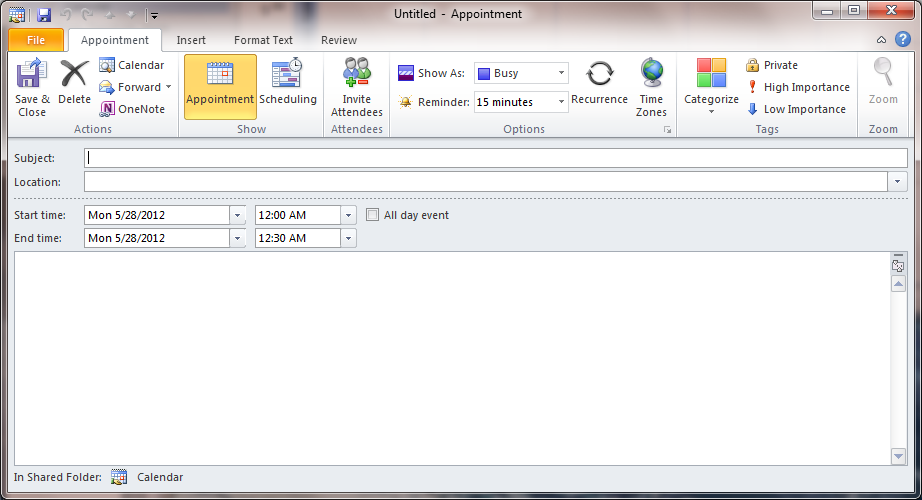 Untitled - Appointment
File Appointment Insert Format Text Review
Save & Close
Delete
Calendar
Forward
OneNote
Actions
Appointment
Scheduling
Show
Invite Attendees
Attendees
Show As: Busy
Reminder: 15 minutes
Recurrence
Time Zones
Options
Categorize
Private
High Importance
Low Importance
Tags
Zoom
Zoom
Subject:
Location:
Start time: Mon 5/28/2012 12:00 AM All day event
End time: Mon 5/28/2012 12:30 AM
In Shared Folder: Calendar